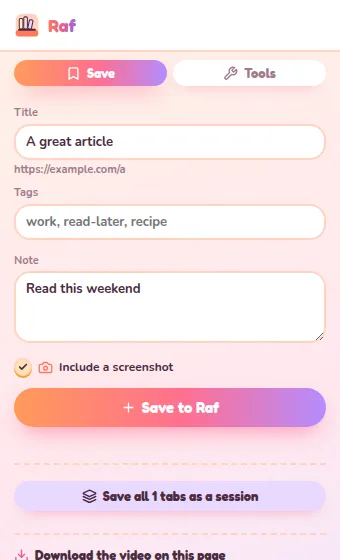 Raf
Save
Tools
Title
A great article
https://example.com/a
Tags
work, read-later, recipe
Note
Read this weekend
Include a screenshot
Save to Raf
Save all 1 tabs as a session
Download the video on this page